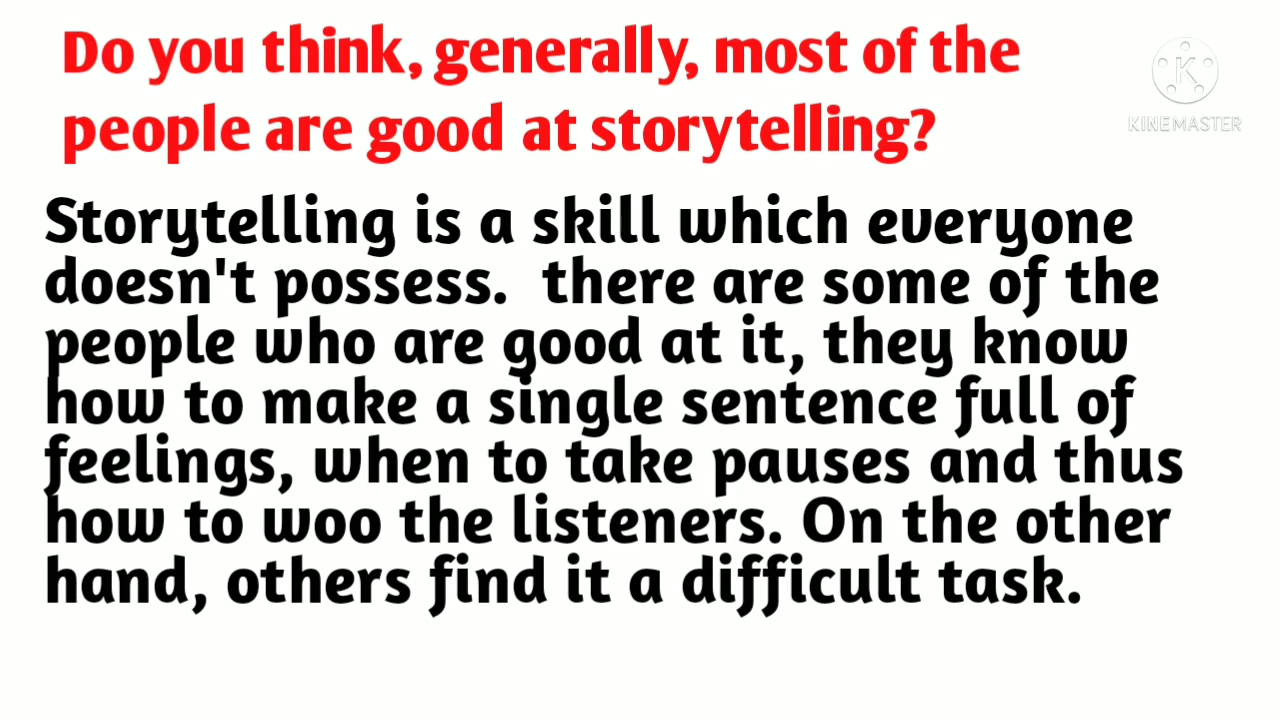 Do you think, generally, most of the
people are good at storytelling?
K
KINEMASTER
Storytelling is a skill which everyone
doesn't possess.  there are some of the
people who are good at it, they know
how to make a single sentence full of
feelings, when to take pauses and thus
how to woo the listeners. On the other
hand, others find it a difficult task.